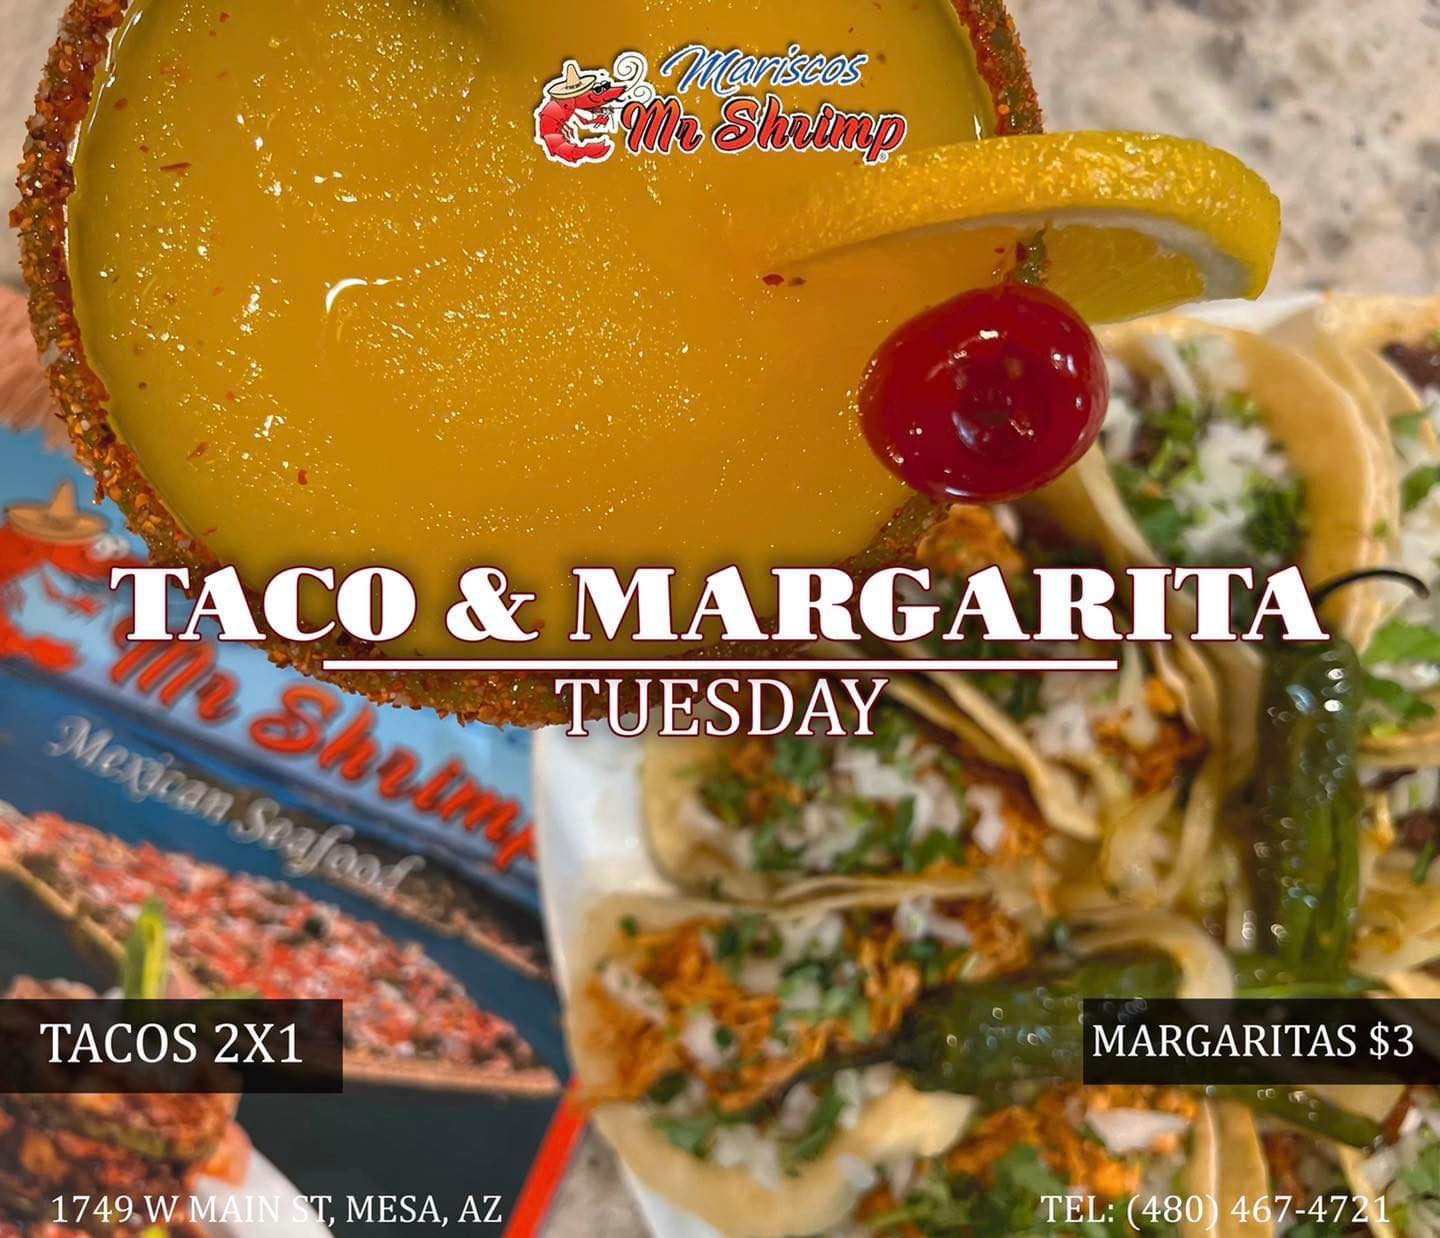 Mariscos
Mr Shrimp
TACO & MARGARITA
TUESDAY
Mr Shrimp
Mexican Seafood
TACOS 2X1
MARGARITAS $3
1749 W MAIN ST, MESA, AZ
TEL: (480) 467-4721